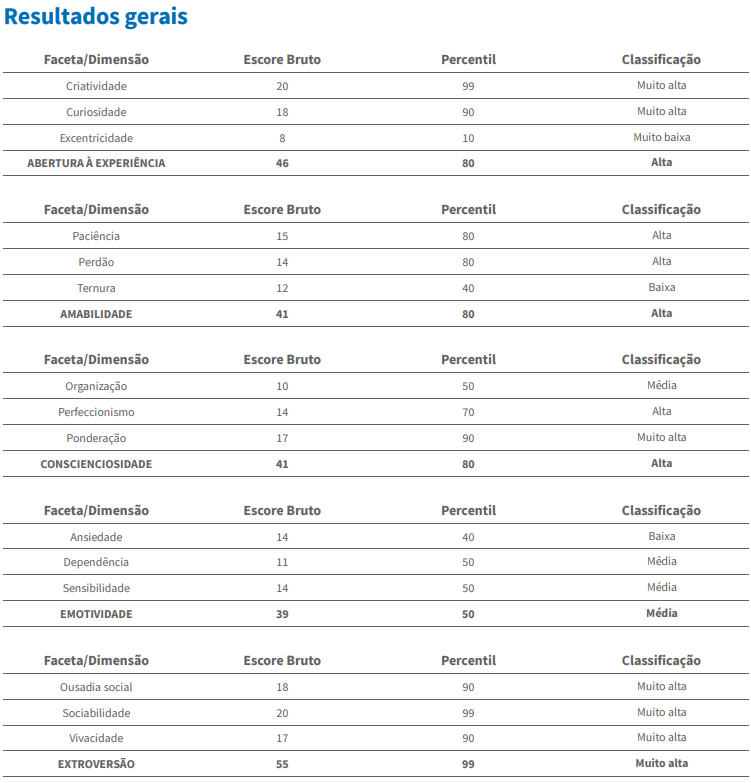 Resultados gerais
Faceta/Dimensão Escore Bruto Percentil Classificação
Criatividade 20 99 Muito alta
Curiosidade 18 90 Muito alta
Excentricidade 8 10 Muito baixa
ABERTURA À EXPERIÊNCIA 46 80 Alta
Faceta/Dimensão Escore Bruto Percentil Classificação
Paciência 15 80 Alta
Perdão 14 80 Alta
Ternura 12 40 Baixa
AMABILIDADE 41 80 Alta
Faceta/Dimensão Escore Bruto Percentil Classificação
Organização 10 50 Média
Perfeccionismo 14 70 Alta
Ponderação 17 90 Muito alta
CONSCIENCIOSIDADE 41 80 Alta
Faceta/Dimensão Escore Bruto Percentil Classificação
Ansiedade 14 40 Baixa
Dependência 11 50 Média
Sensibilidade 14 50 Média
EMOTIVIDADE 39 50 Média
Faceta/Dimensão Escore Bruto Percentil Classificação
Ousadia social 18 90 Muito alta
Sociabilidade 20 99 Muito alta
Vivacidade 17 90 Muito alta
EXTROVERSÃO 55 99 Muito alta